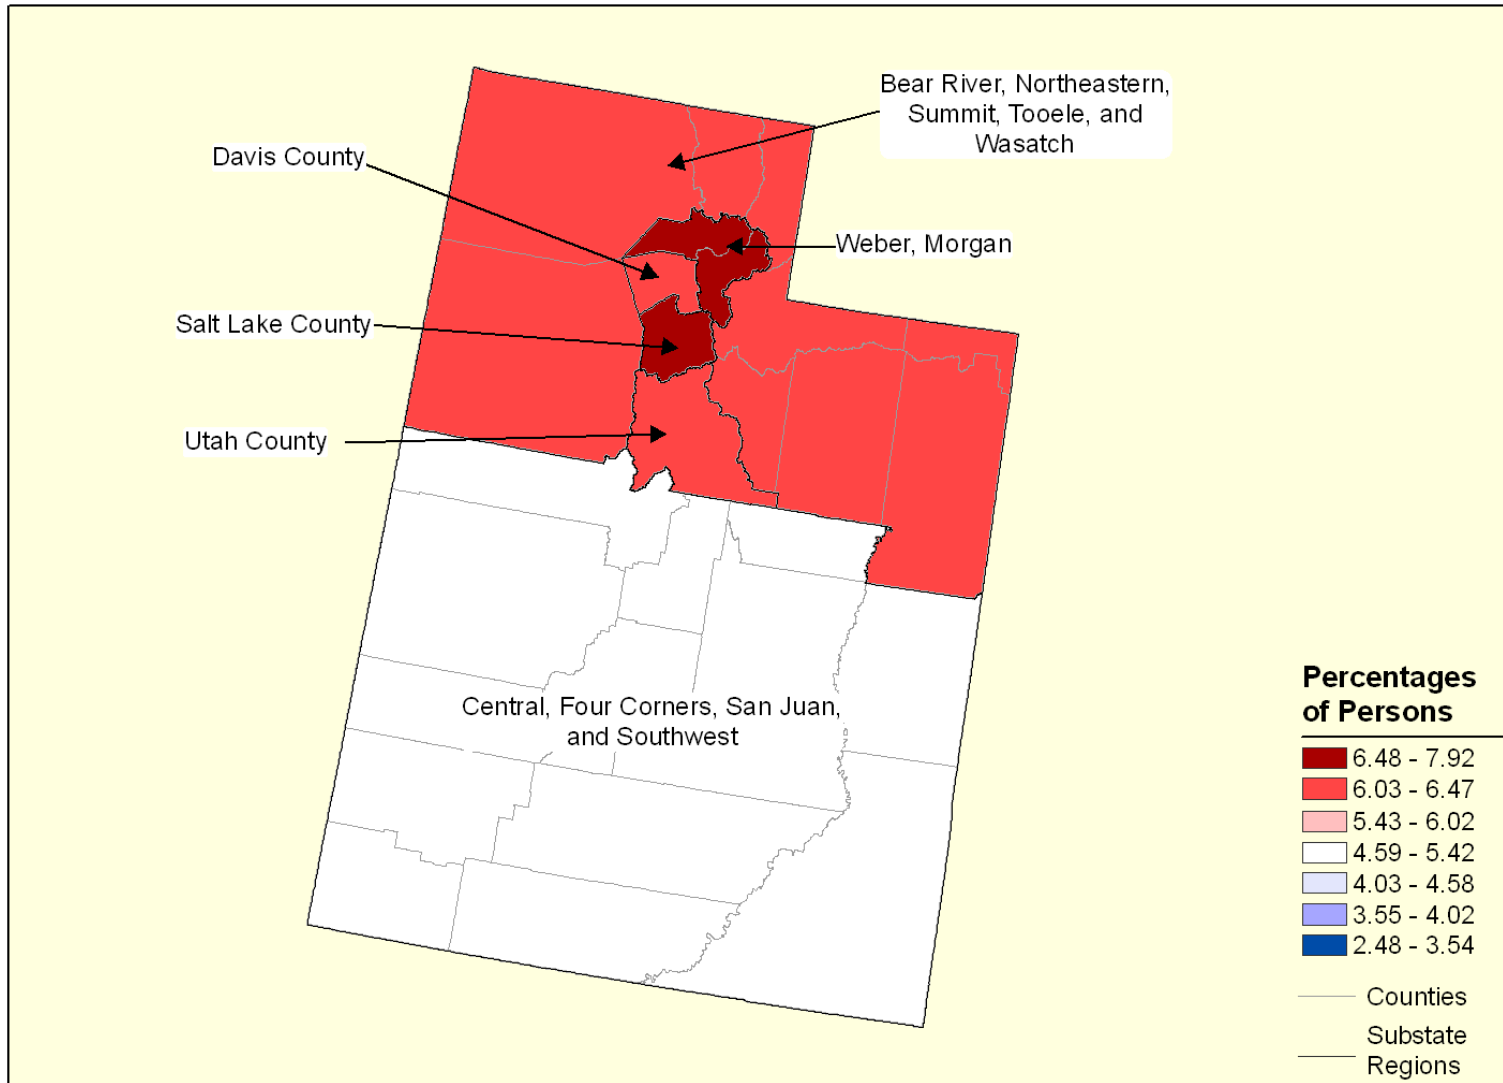 Bear River, Northeastern,
Summit, Tooele, and
Wasatch
Davis County
Weber, Morgan
Salt Lake County
Utah County
Central, Four Corners, San Juan,
and Southwest
Percentages
of Persons
6.48 - 7.92
6.03 - 6.47
5.43 - 6.02
4.59 - 5.42
4.03 - 4.58
3.55 - 4.02
2.48 - 3.54
Counties
Substate
Regions